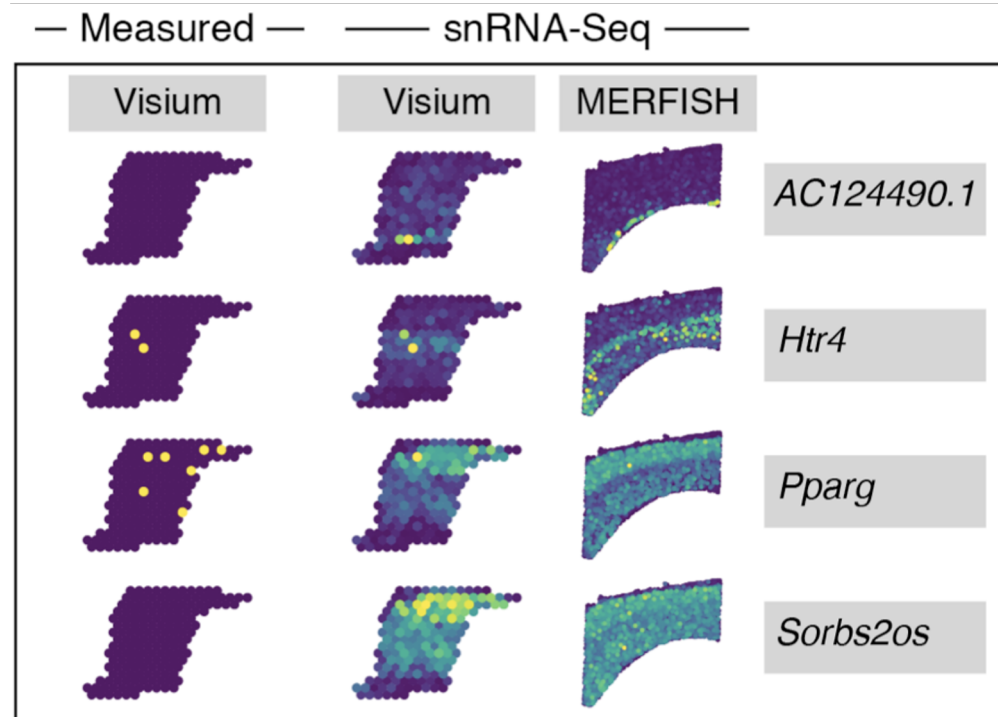 Measured snRNA-Seq
Visium Visium MERFISH
AC124490.1
Htr4
Pparg
Sorbs2os